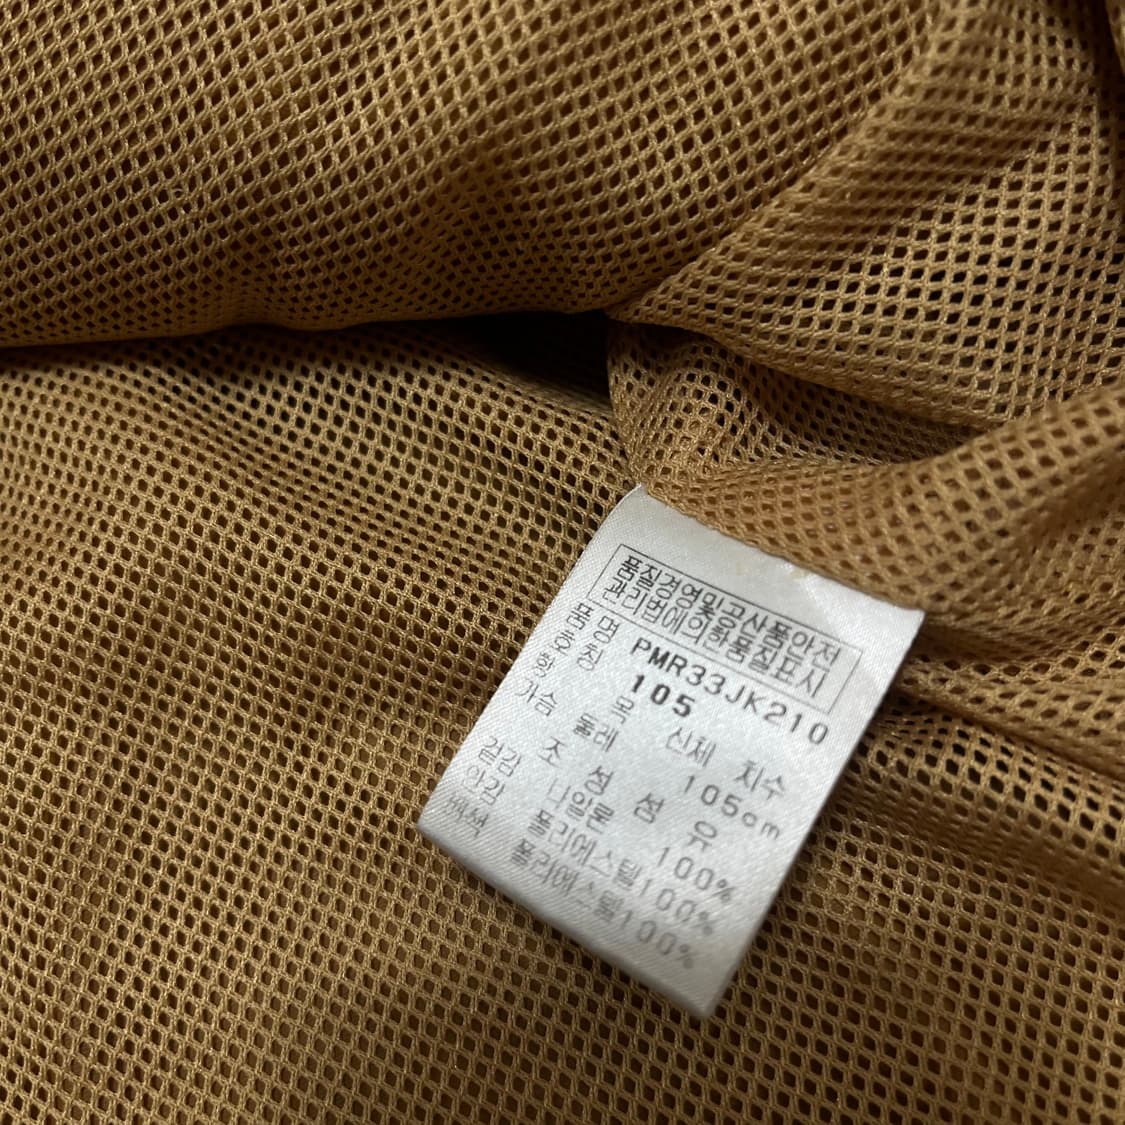 품질경영및공산품안전
관리법에의한품질표시
품 명 PMR33JK210
호 칭 105
항 목 신체 치수
가슴 둘레 105cm
조 성 섬 유
겉감 나일론 100%
안감 폴리에스텔100%
배색 폴리에스텔100%